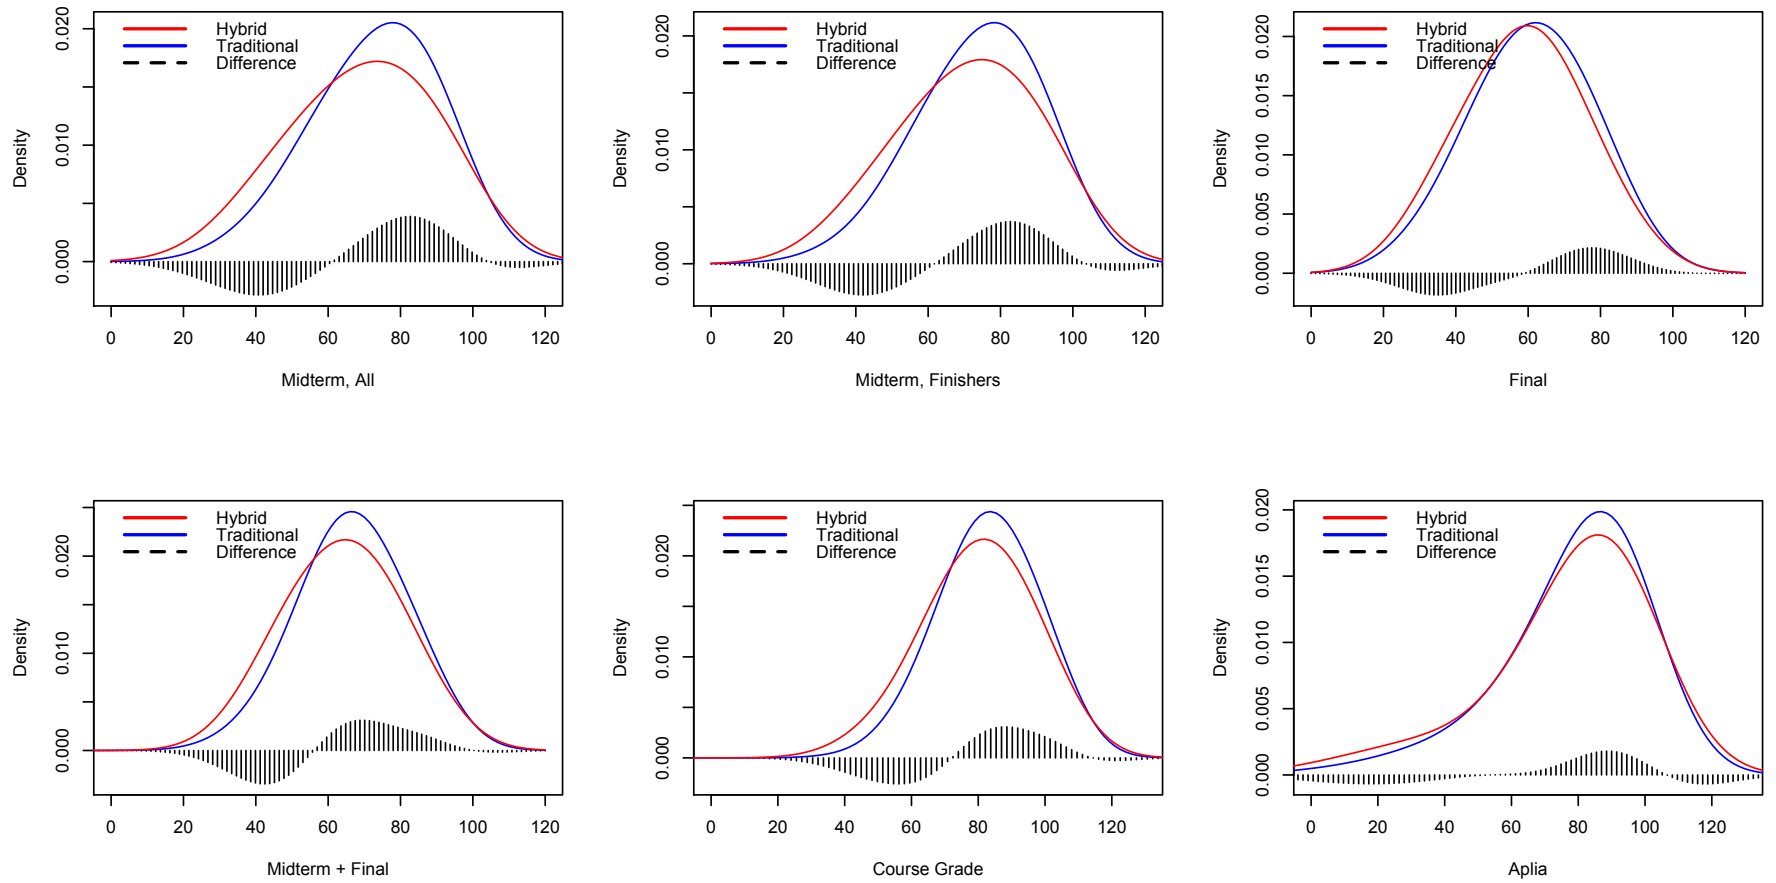 Hybrid
Traditional
Difference
Density
0.000
0.010
0.020
0 20 40 60 80 100 120
Midterm, All
Hybrid
Traditional
Difference
Density
0.000
0.010
0.020
0 20 40 60 80 100 120
Midterm, Finishers
Hybrid
Traditional
Difference
Density
0.000
0.005
0.010
0.015
0.020
0 20 40 60 80 100 120
Final
Hybrid
Traditional
Difference
Density
0.000
0.010
0.020
0 20 40 60 80 100 120
Midterm + Final
Hybrid
Traditional
Difference
Density
0.000
0.010
0.020
0 20 40 60 80 100 120
Course Grade
Hybrid
Traditional
Difference
Density
0.000
0.005
0.010
0.015
0.020
0 20 40 60 80 100 120
Aplia